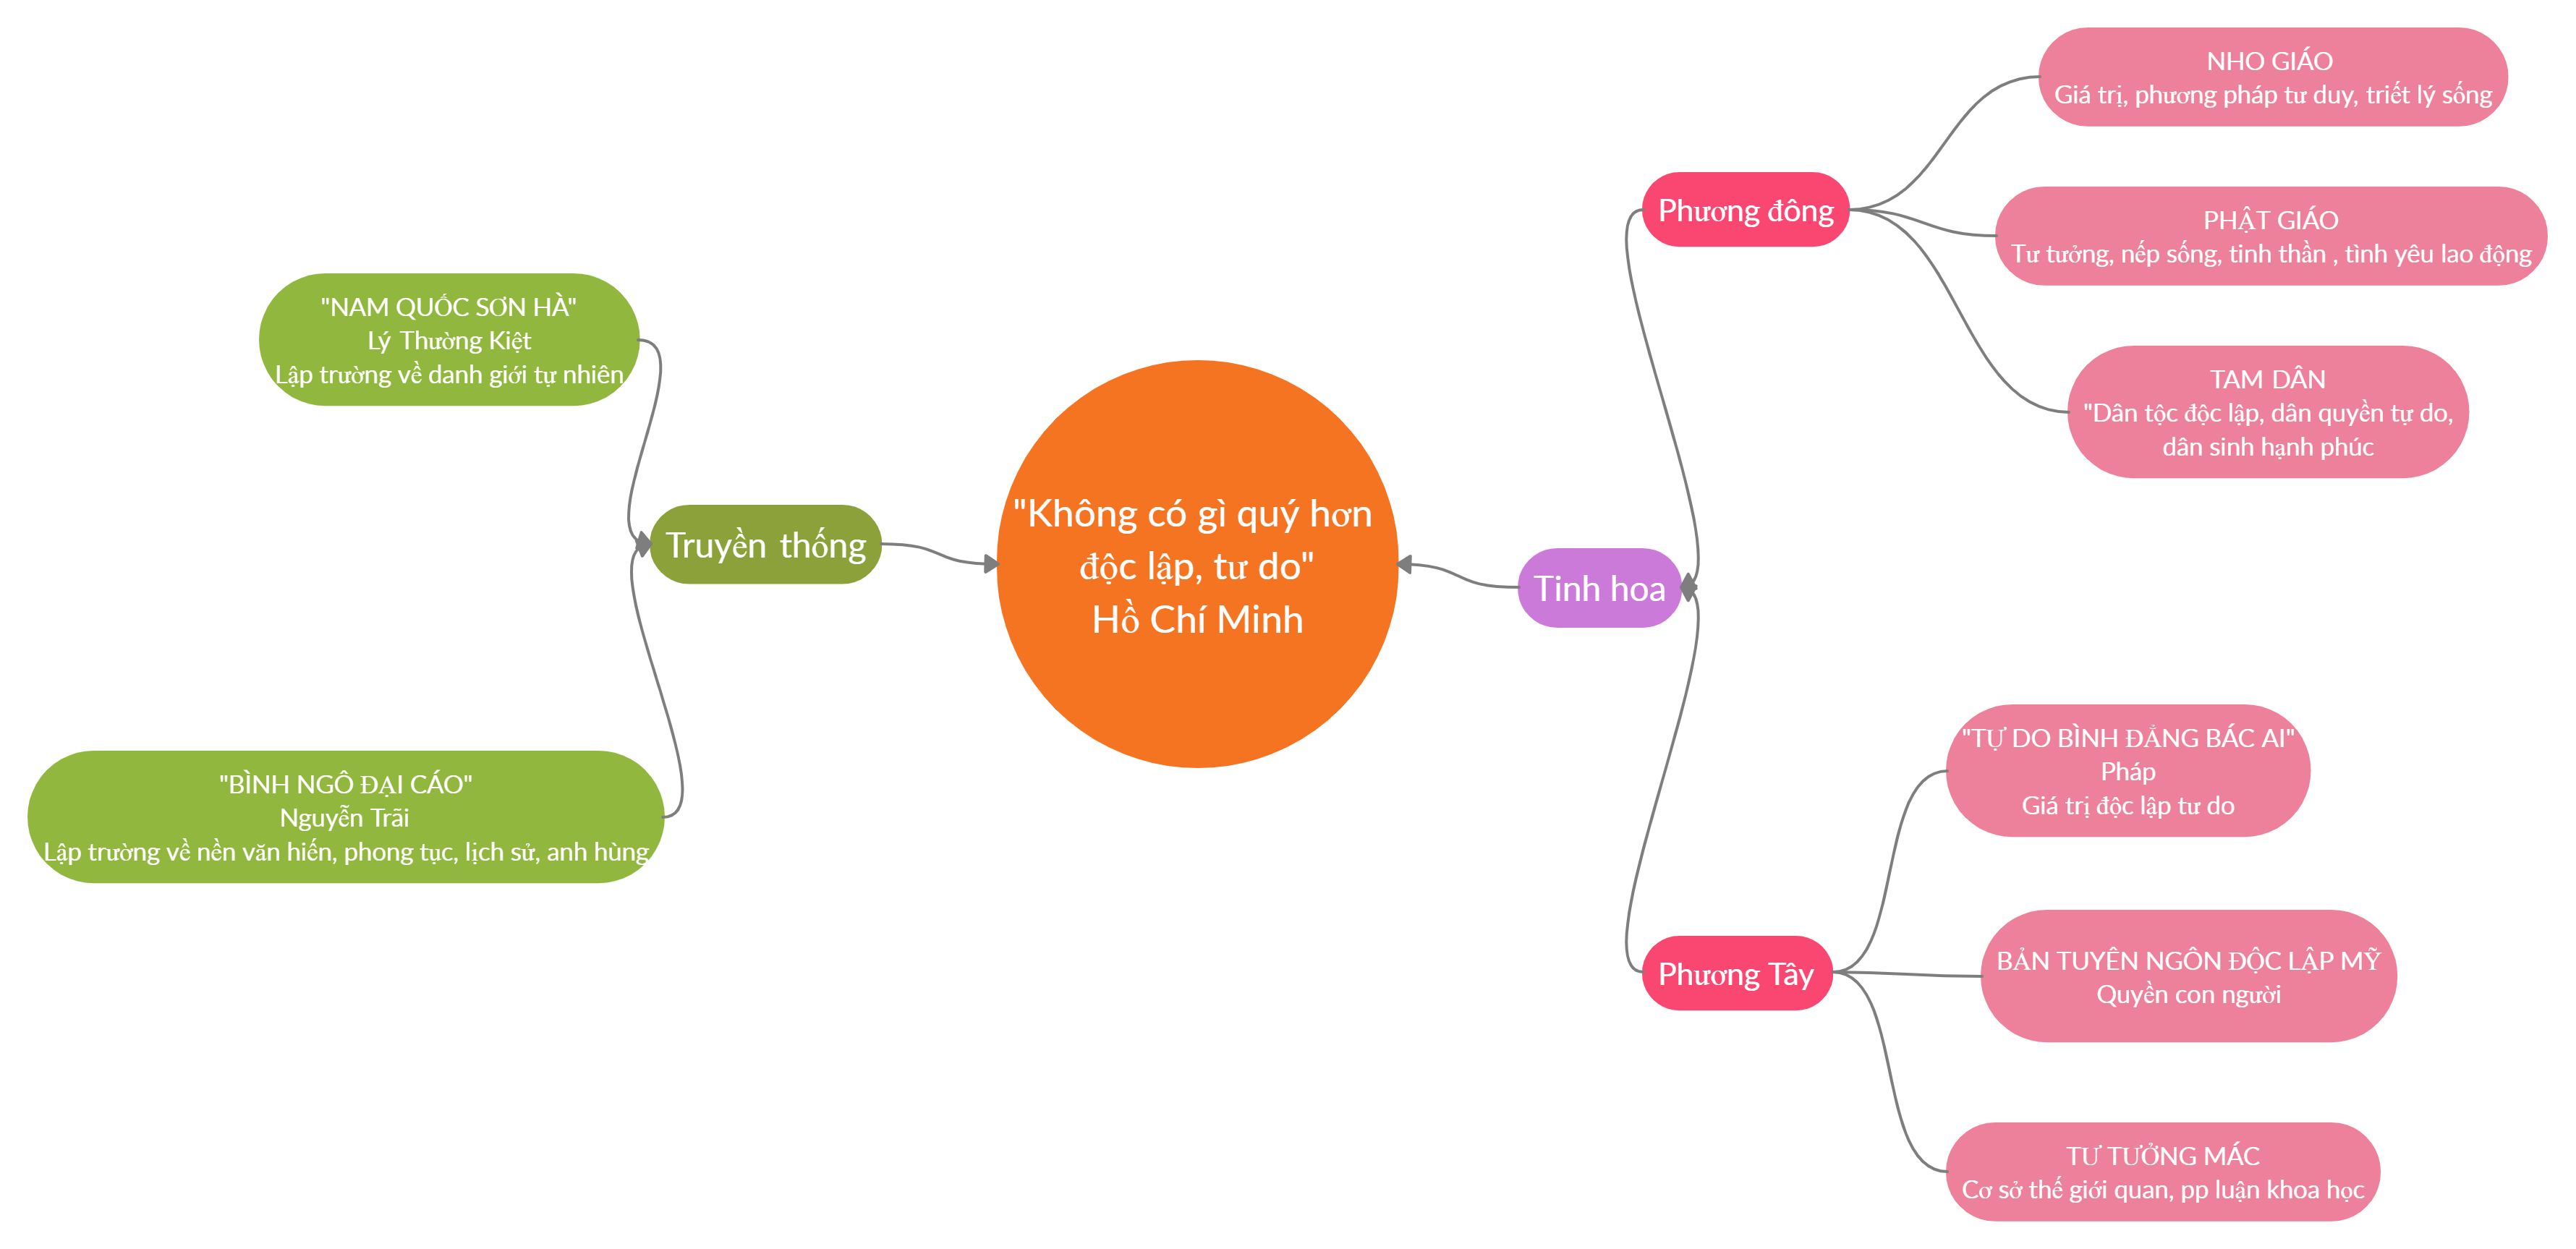 "NAM QUỐC SƠN HÀ"
Lý Thường Kiệt
Lập trường về danh giới tự nhiên
"BÌNH NGÔ ĐẠI CÁO"
Nguyễn Trãi
Lập trường về nền văn hiến, phong tục, lịch sử, anh hùng
Truyền thống
"Không có gì quý hơn
độc lập, tư do"
Hồ Chí Minh
Tinh hoa
Phương đông
NHO GIÁO
Giá trị, phương pháp tư duy, triết lý sống
PHẬT GIÁO
Tư tưởng, nếp sống, tinh thần , tình yêu lao động
TAM DÂN
"Dân tộc độc lập, dân quyền tự do,
dân sinh hạnh phúc
Phương Tây
"TỰ DO BÌNH ĐẲNG BÁC AI"
Pháp
Giá trị độc lập tư do
BẢN TUYÊN NGÔN ĐỘC LẬP MỸ
Quyền con người
TƯ TƯỞNG MÁC
Cơ sở thế giới quan, pp luận khoa học